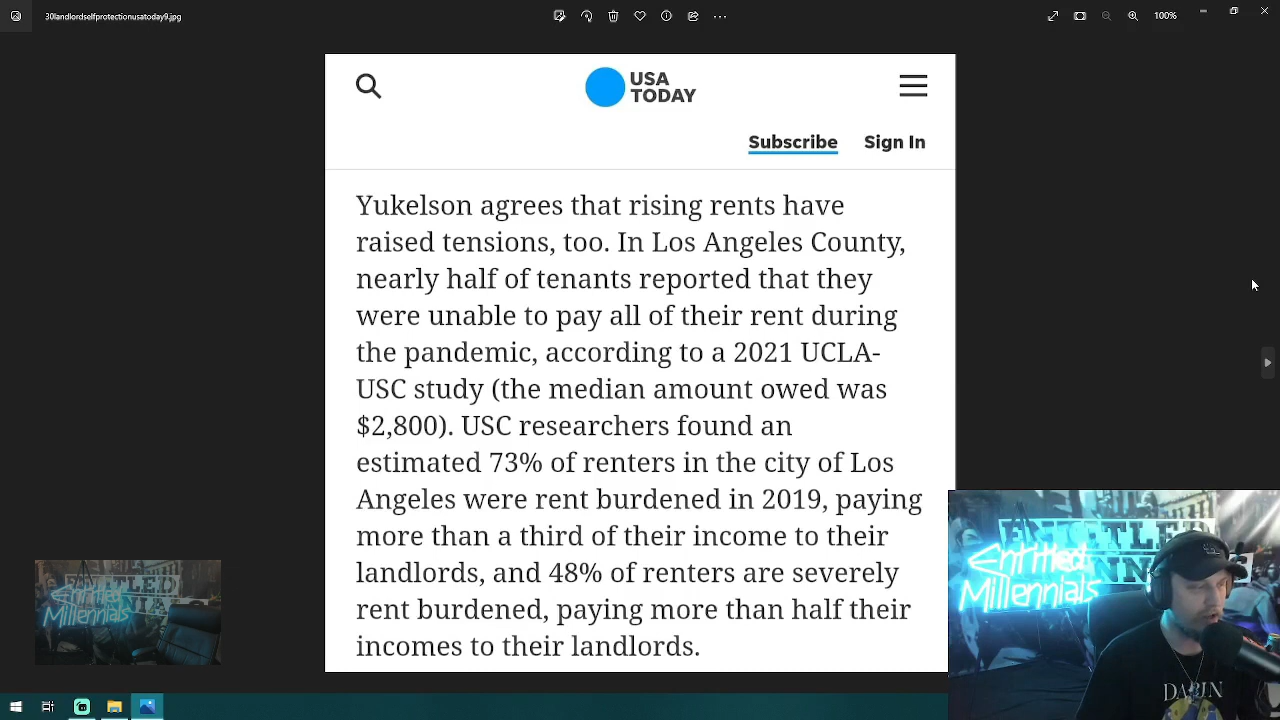 30landlordselfprotectionusatoday9.jpg
100%
USA
TODAY
Subscribe Sign In
Yukelson agrees that rising rents have
raised tensions, too. In Los Angeles County,
nearly half of tenants reported that they
were unable to pay all of their rent during
the pandemic, according to a 2021 UCLA-
USC study (the median amount owed was
$2,800). USC researchers found an
estimated 73% of renters in the city of Los
Angeles were rent burdened in 2019, paying
more than a third of their income to their
landlords, and 48% of renters are severely
rent burdened, paying more than half their
incomes to their landlords.
Entitled
Millennials
Entitled
Millennials